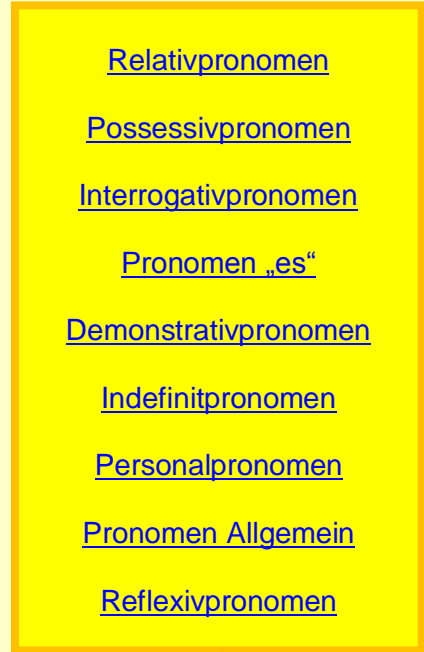 Relativpronomen
Possessivpronomen
Interrogativpronomen
Pronomen „es“
Demonstrativpronomen
Indefinitpronomen
Personalpronomen
Pronomen Allgemein
Reflexivpronomen